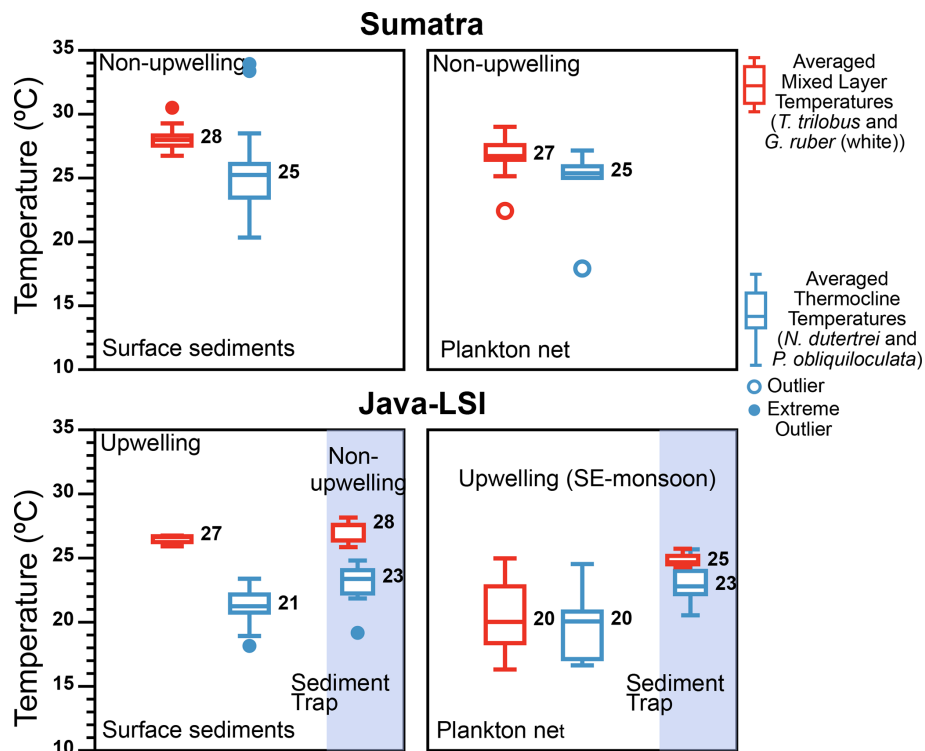 Sumatra
Temperature (ºC)
35
30
25
20
15
10
Non-upwelling
28
25
Surface sediments
Non-upwelling
27
25
Plankton net
Averaged
Mixed Layer
Temperatures
(T. trilobus and
G. ruber (white))
Averaged
Thermocline
Temperatures
(N. dutertrei and
P. obliquiloculata)
Outlier
Extreme
Outlier
Java-LSI
Temperature (ºC)
35
30
25
20
15
10
Upwelling
27
21
Non-
upwelling
28
23
Sediment
Trap
Surface sediments
Upwelling (SE-monsoon)
20
20
25
23
Sediment
Trap
Plankton net